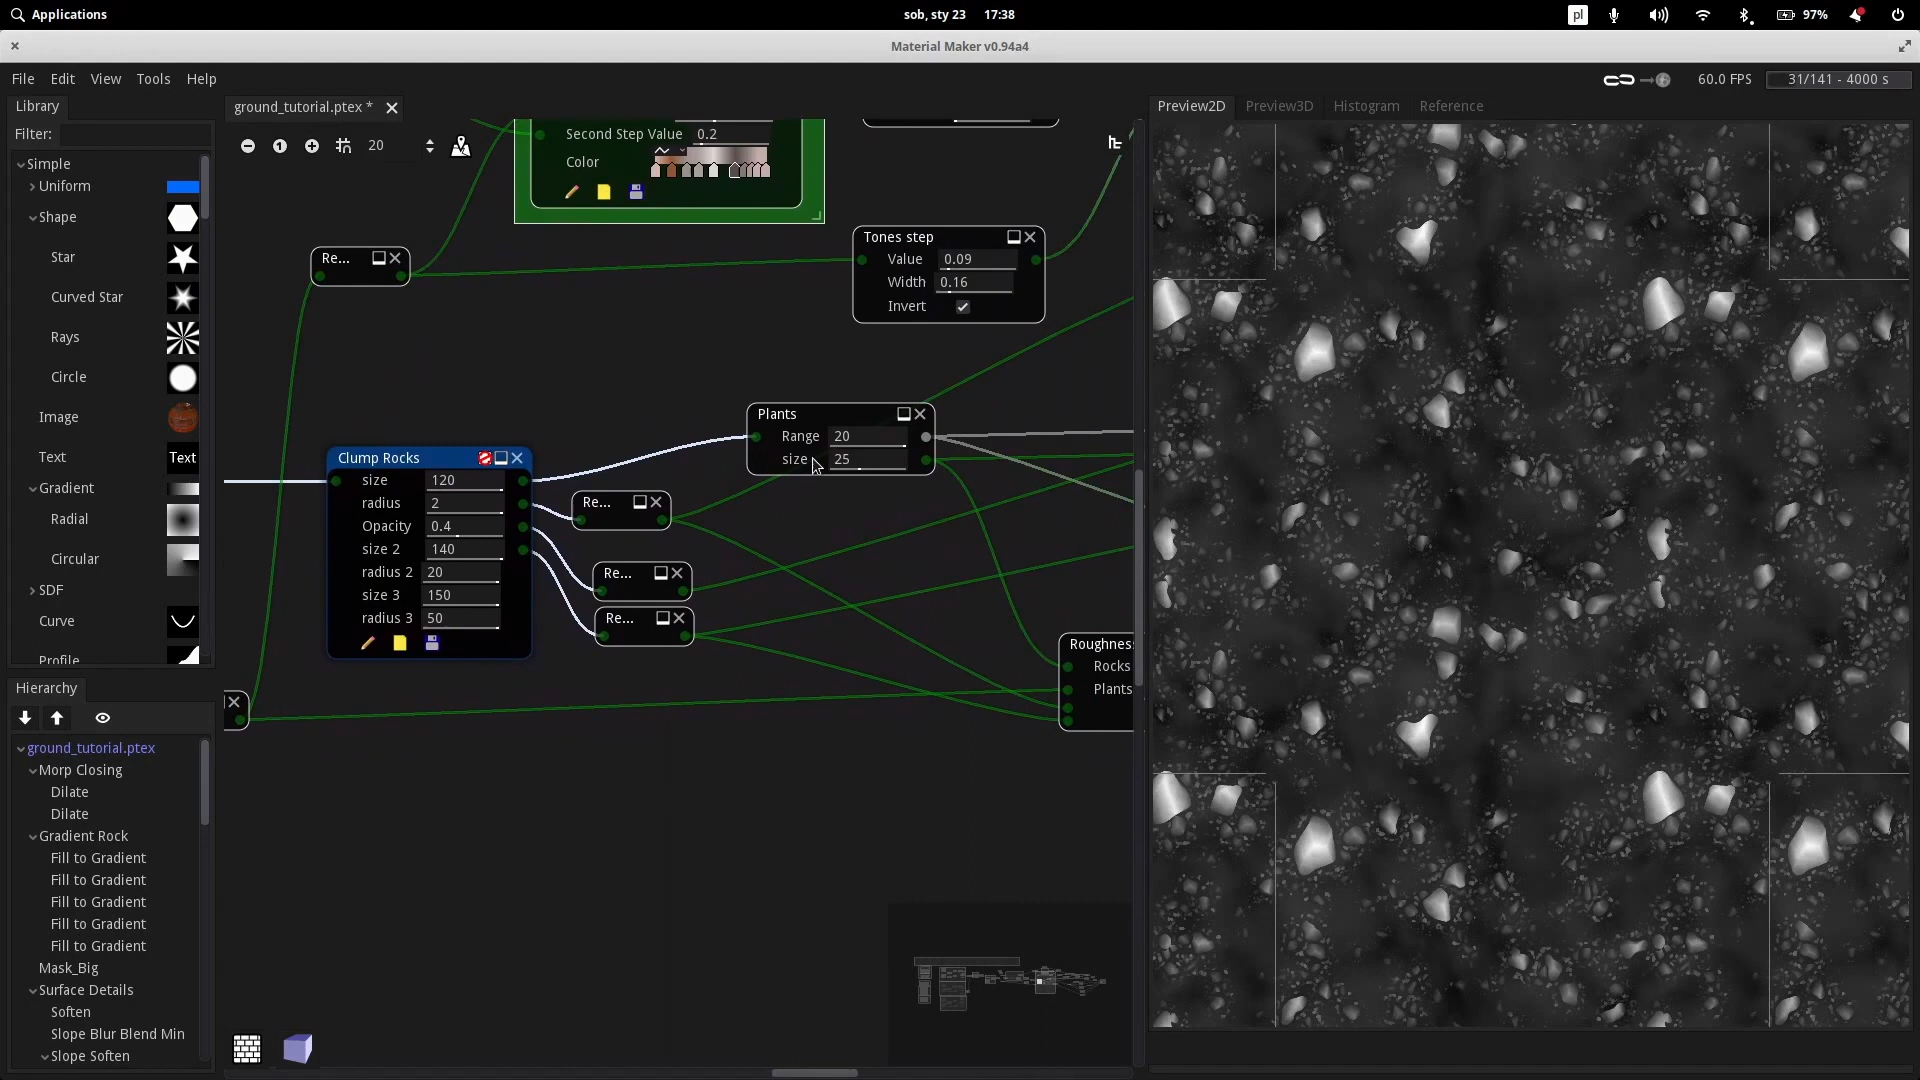 Applications
sob, sty 23 17:38
pl
97%
Material Maker v0.94a4
File Edit View Tools Help
60.0 FPS
31/141 - 4000 s
Library
Filter:
Simple
Uniform
Shape
Star
Curved Star
Rays
Circle
Image
Text Text
Gradient
Radial
Circular
SDF
Curve
Profile
Hierarchy
ground_tutorial.ptex
Morp Closing
Dilate
Dilate
Gradient Rock
Fill to Gradient
Fill to Gradient
Fill to Gradient
Fill to Gradient
Fill to Gradient
Mask_Big
Surface Details
Soften
Slope Blur Blend Min
Slope Soften
ground_tutorial.ptex *
1 20
Second Step Value 0.2
Color
Re...
Tones step
Value 0.09
Width 0.16
Invert
Plants
Range 20
size 25
Clump Rocks
size 120
radius 2
Opacity 0.4
size 2 140
radius 2 20
size 3 150
radius 3 50
Re...
Re...
Re...
Roughnes
Rocks
Plants
Preview2D Preview3D Histogram Reference